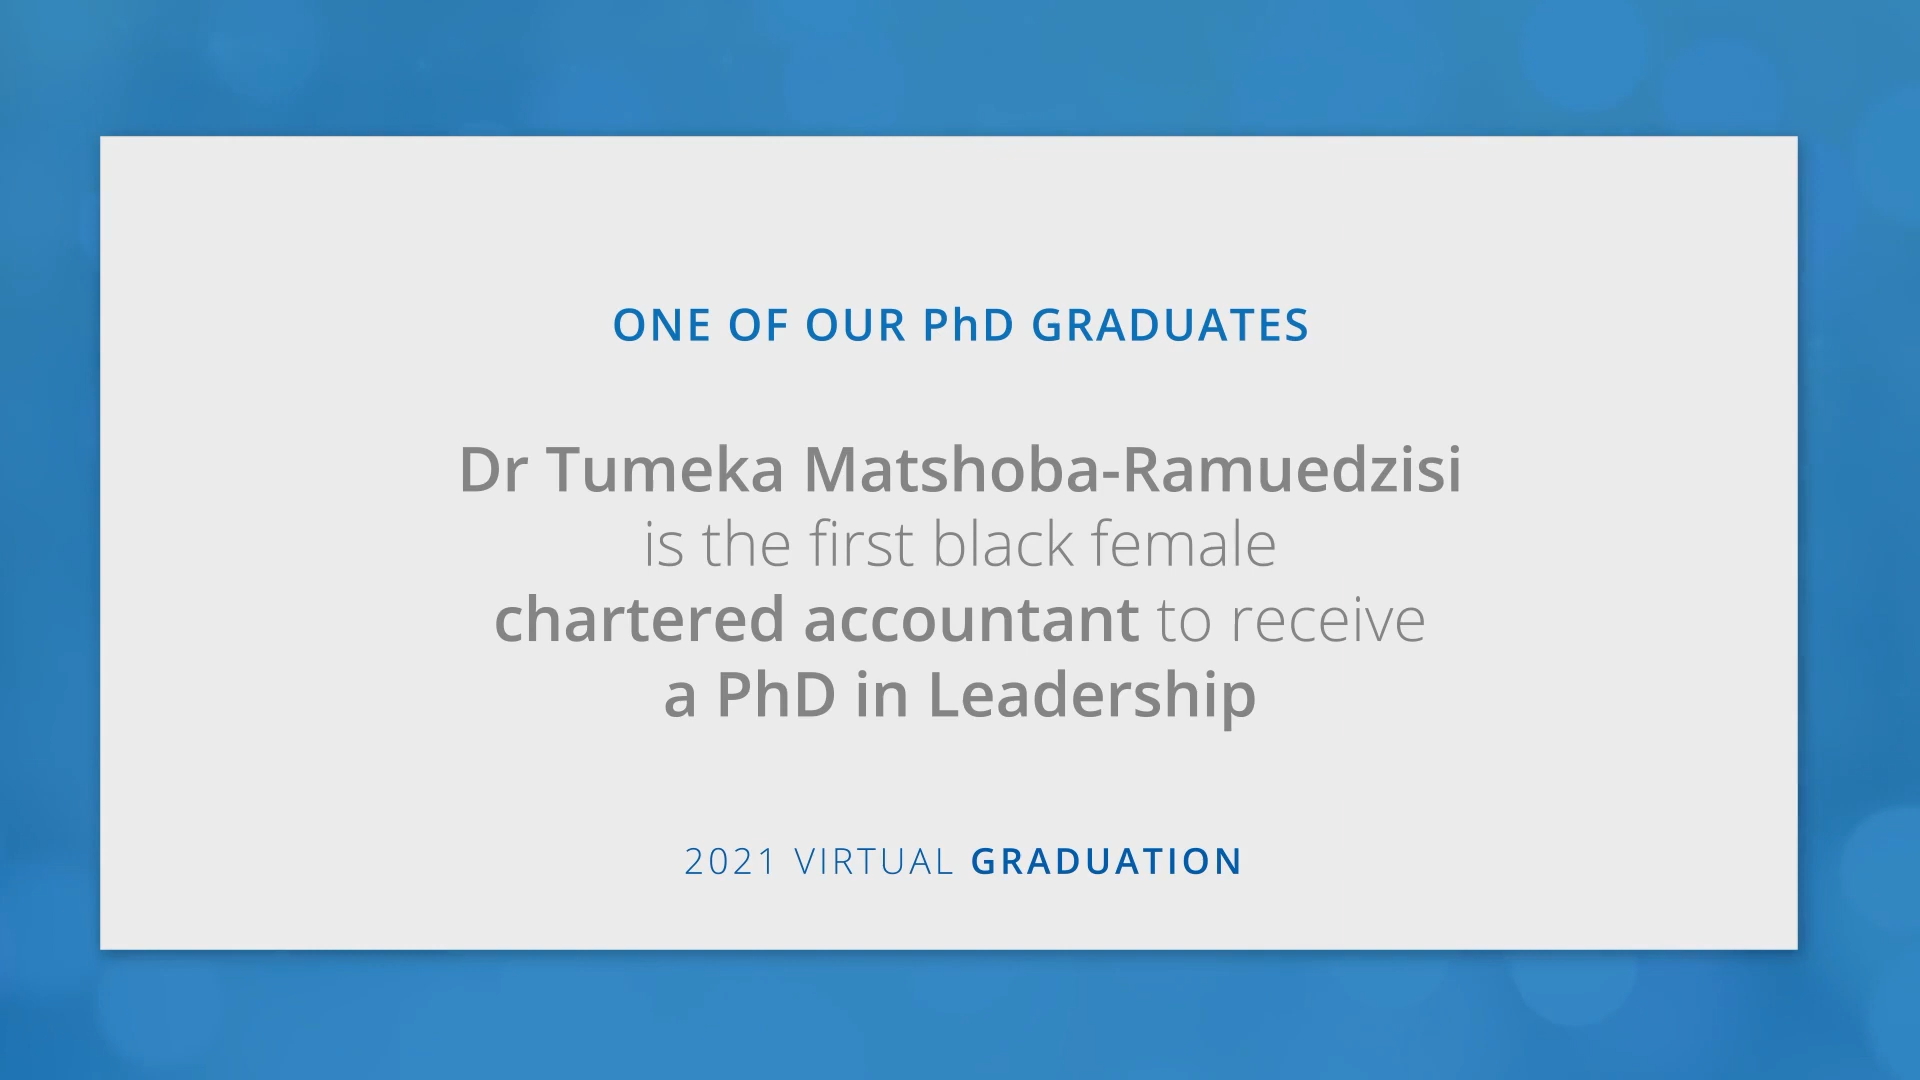 ONE OF OUR PhD GRADUATES
Dr Tumeka Matshoba-Ramuedzisi
is the first black female
chartered accountant to receive
a PhD in Leadership
2021 VIRTUAL GRADUATION